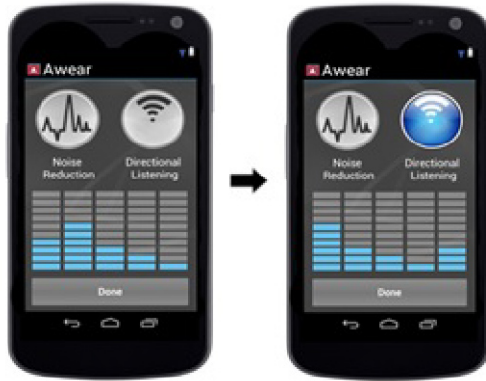 Awear
Noise
Reduction
Directional
Listening
Done
Awear
Noise
Reduction
Directional
Listening
Done